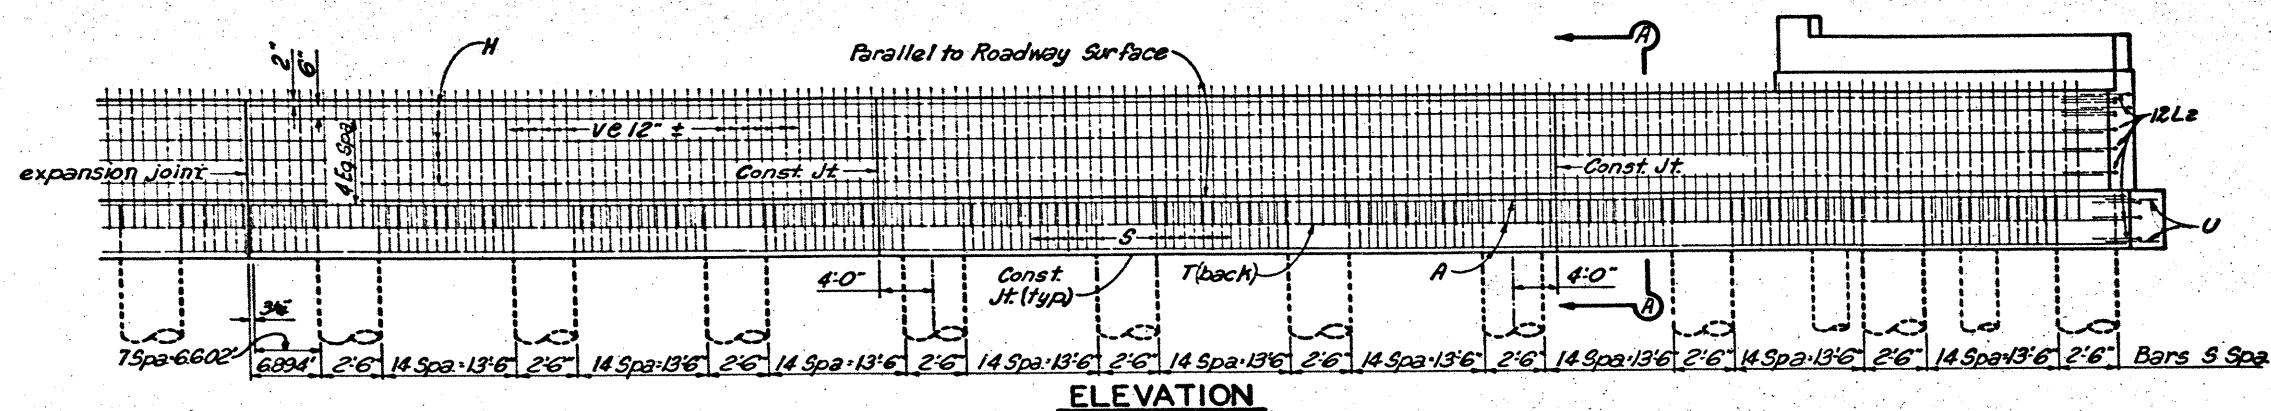 2"
6"
H
Parallel to Roadway Surface
A
ve 12" ±
4 Eq Spa
12L2
expansion joint
Const. Jt.
Const. Jt.
S
U
4'-0"
Const.
Jt. (typ)
T(back)
A
4'-0"
A
7 Spa=6.602'
6.894' 2'-6" 14 Spa=13'-6" 2'-6" 14 Spa=13'-6" 2'-6" 14 Spa=13'-6" 2'-6" 14 Spa=13'-6" 2'-6" 14 Spa=13'-6" 2'-6" 14 Spa=13'-6" 2'-6" 14 Spa=13'-6" 2'-6" 14 Spa=13'-6" 2'-6" 14 Spa=13'-6" 2'-6" Bars S Spa
ELEVATION